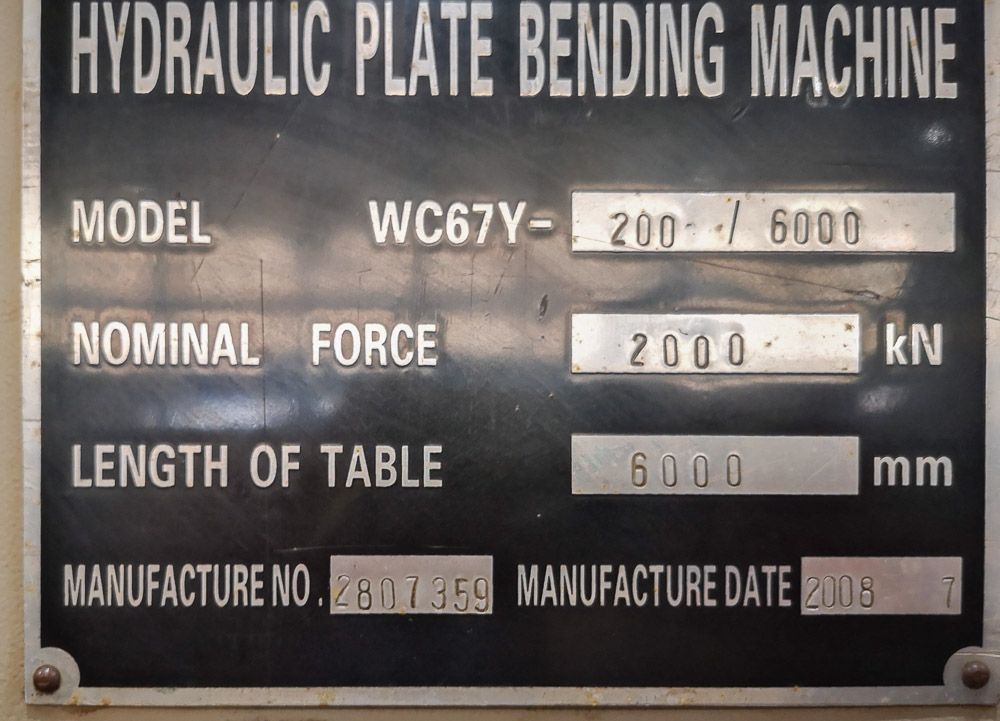 HYDRAULIC PLATE BENDING MACHINE
MODEL WC67Y- 200 / 6000
NOMINAL FORCE 2000 kN
LENGTH OF TABLE 6000 mm
MANUFACTURE NO. 2807359 MANUFACTURE DATE 2008 7